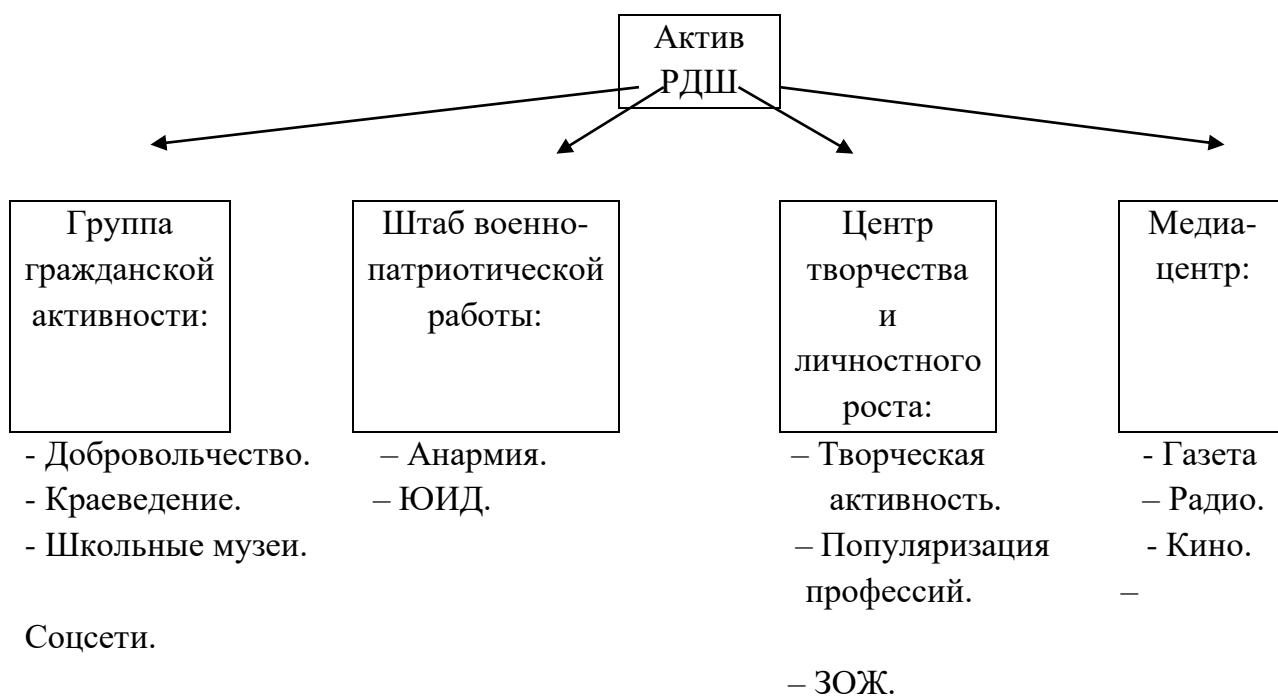 Актив
РДШ
Группа
гражданской
активности:
Штаб военно-
патриотической
работы:
Центр
творчества
и
личностного
роста:
Медиа-
центр:
- Добровольчество.
- Краеведение.
- Школьные музеи.
– Анармия.
– ЮИД.
– Творческая
активность.
– Популяризация
профессий.
– ЗОЖ.
- Газета
– Радио.
- Кино.
–
Соцсети.